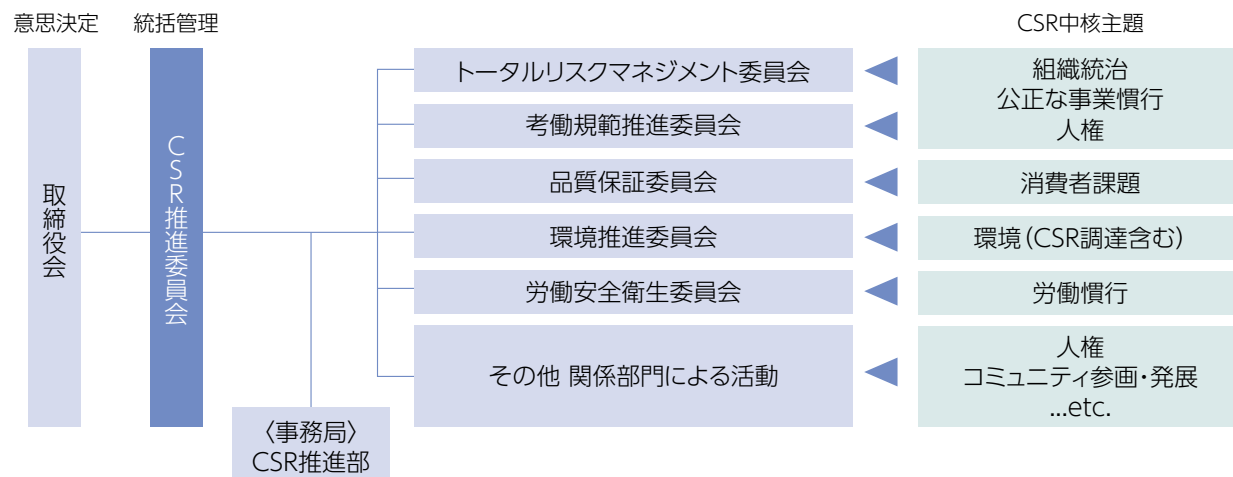 意思決定
統括管理
CSR中核主題
取締役会
CSR推進委員会
トータルリスクマネジメント委員会
考働規範推進委員会
品質保証委員会
環境推進委員会
労働安全衛生委員会
その他 関係部門による活動
〈事務局〉
CSR推進部
組織統治
公正な事業慣行
人権
消費者課題
環境(CSR調達含む)
労働慣行
人権
コミュニティ参画・発展
...etc.